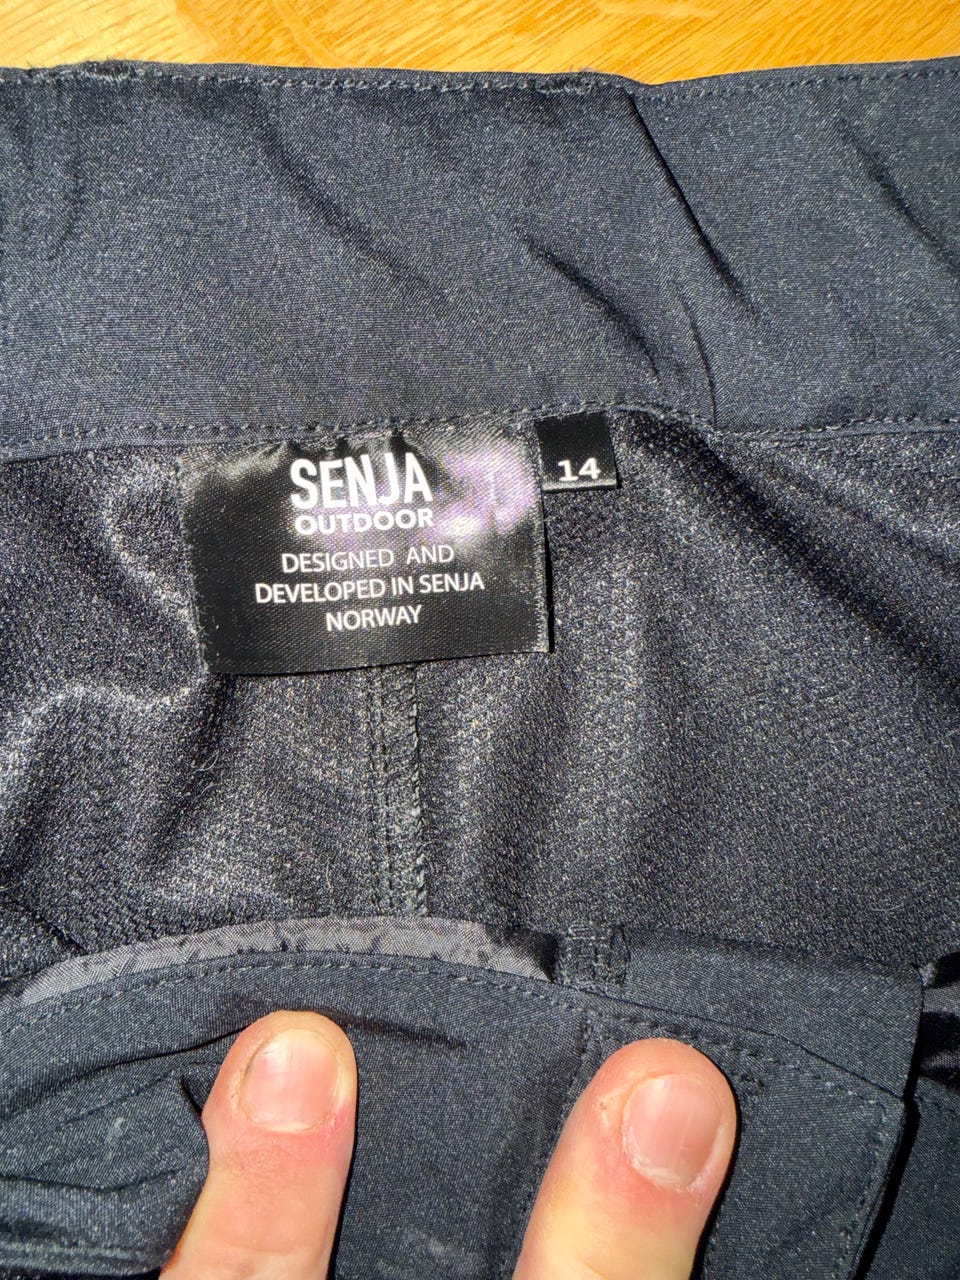 SENJA
OUTDOOR
DESIGNED AND
DEVELOPED IN SENJA
NORWAY
14